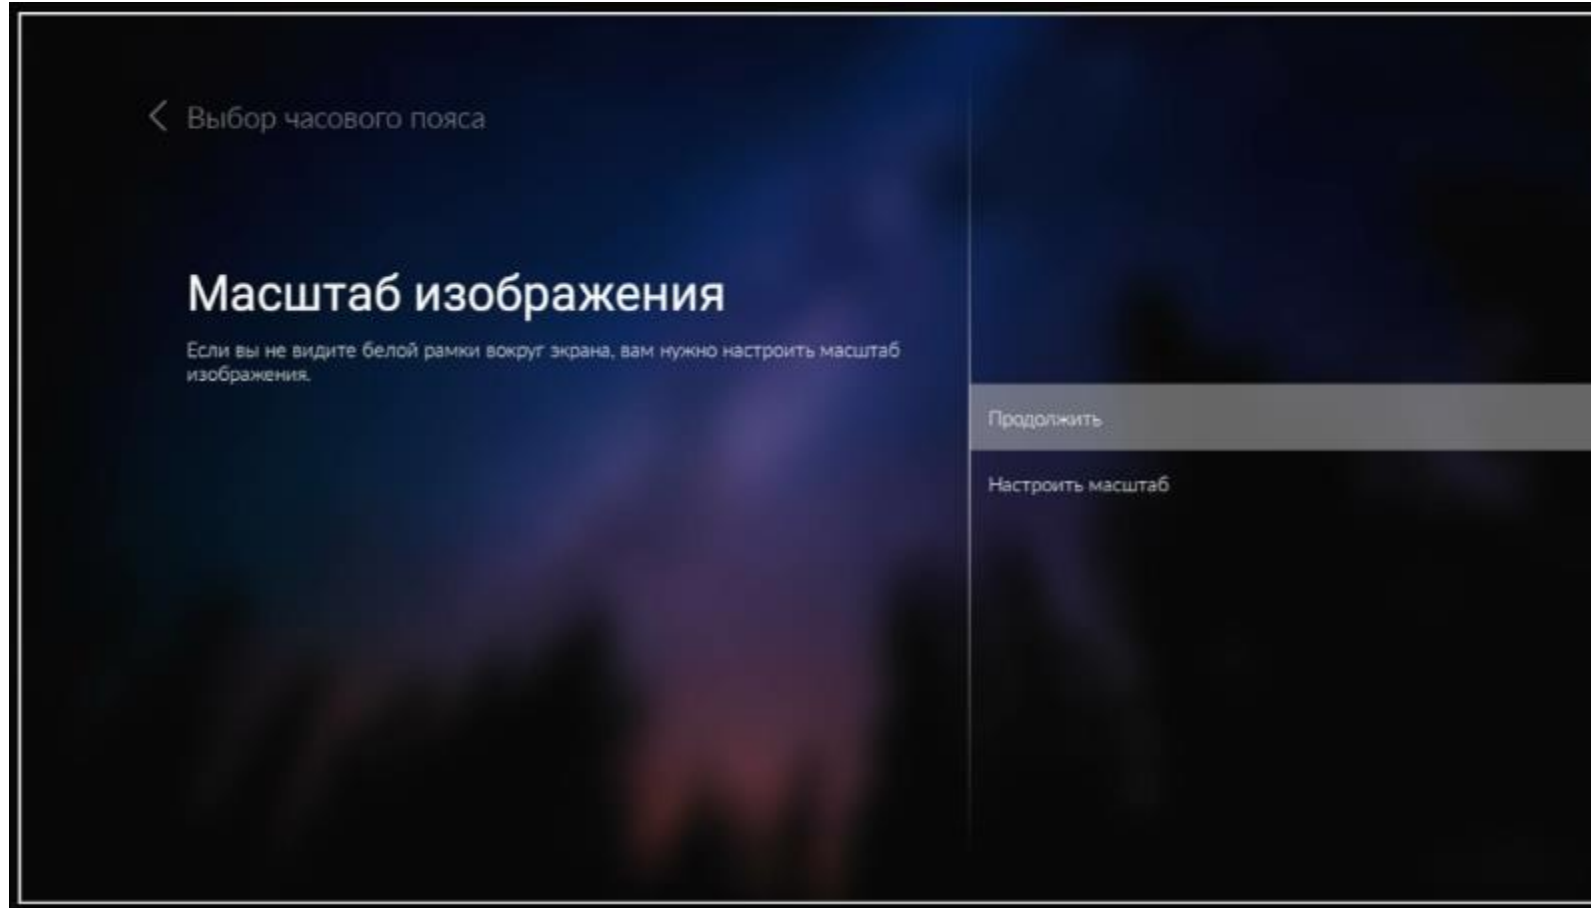 Выбор часового пояса
Масштаб изображения
Если вы не видите белой рамки вокруг экрана, вам нужно настроить масштаб
изображения.
Продолжить
Настроить масштаб